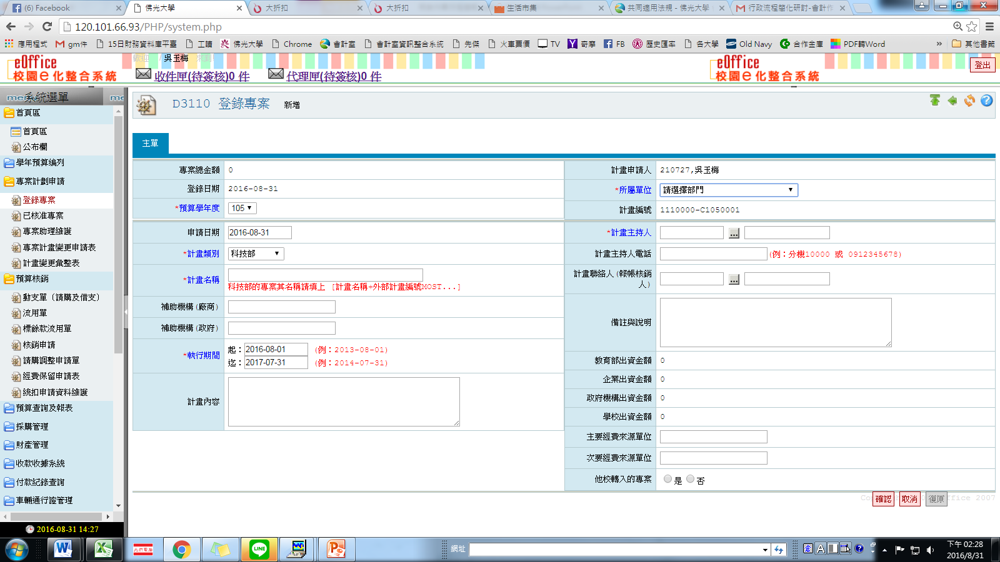 (6) Facebook
佛光大學
大折扣
大折扣
生活市集
共同適用法規 - 佛光大學
行政流程簡化研討-會計作
120.101.66.93/PHP/system.php
應用程式
gm件
15日財務資料庫平臺
工讀
佛光大學
Chrome
會計室
會計室資訊整合系統
先傑
火車票價
TV
奇摩
FB
歷史匯率
各大學
Old Navy
合作金庫
PDF轉Word
»
其他書籤
eOffice
校園e化整合系統
歡迎 吳玉梅 來到
收件匣(待簽核)0 件
代理匣(待簽核)0 件
eOffice
校園e化整合系統
登出
系統選單
首頁區
首頁區
公布欄
學年預算編列
專案計劃申請
登錄專案
已核准專案
專案助理維護
專案計畫變更申請表
計畫變更彙整表
預算核銷
動支單〔請購及借支〕
流用單
標餘款流用單
核銷申請
請購調整申請單
經費保留申請表
統扣申請資料維護
預算查詢及報表
採購管理
財產管理
收款收據系統
付款紀錄查詢
車輛通行證管理
2016-08-31 14:27
D3110 登錄專案 新增
主單
專案總金額 0
登錄日期 2016-08-31
*預算學年度 105
申請日期 2016-08-31
*計畫類別 科技部
*計畫名稱
科技部的專案其名稱請填上 [計畫名稱+外部計畫編號MOST...]
補助機構(廠商)
補助機構(政府)
*執行期間 起：2016-08-01 (例：2013-08-01)
迄：2017-07-31 (例：2014-07-31)
計畫內容
計畫申請人 210727,吳玉梅
*所屬單位 請選擇部門
計畫編號 1110000-C1050001
*計畫主持人 ...
計畫主持人電話 (例：分機10000 或 0912345678)
計畫聯絡人(報帳核銷
人) ...
備註與說明
教育部出資金額 0
企業出資金額 0
政府機構出資金額 0
學校出資金額 0
主要經費來源單位
次要經費來源單位
他校轉入的專案 是 否
確認 取消 復原
ffice 2007
網址
下午 02:28
2016/8/31